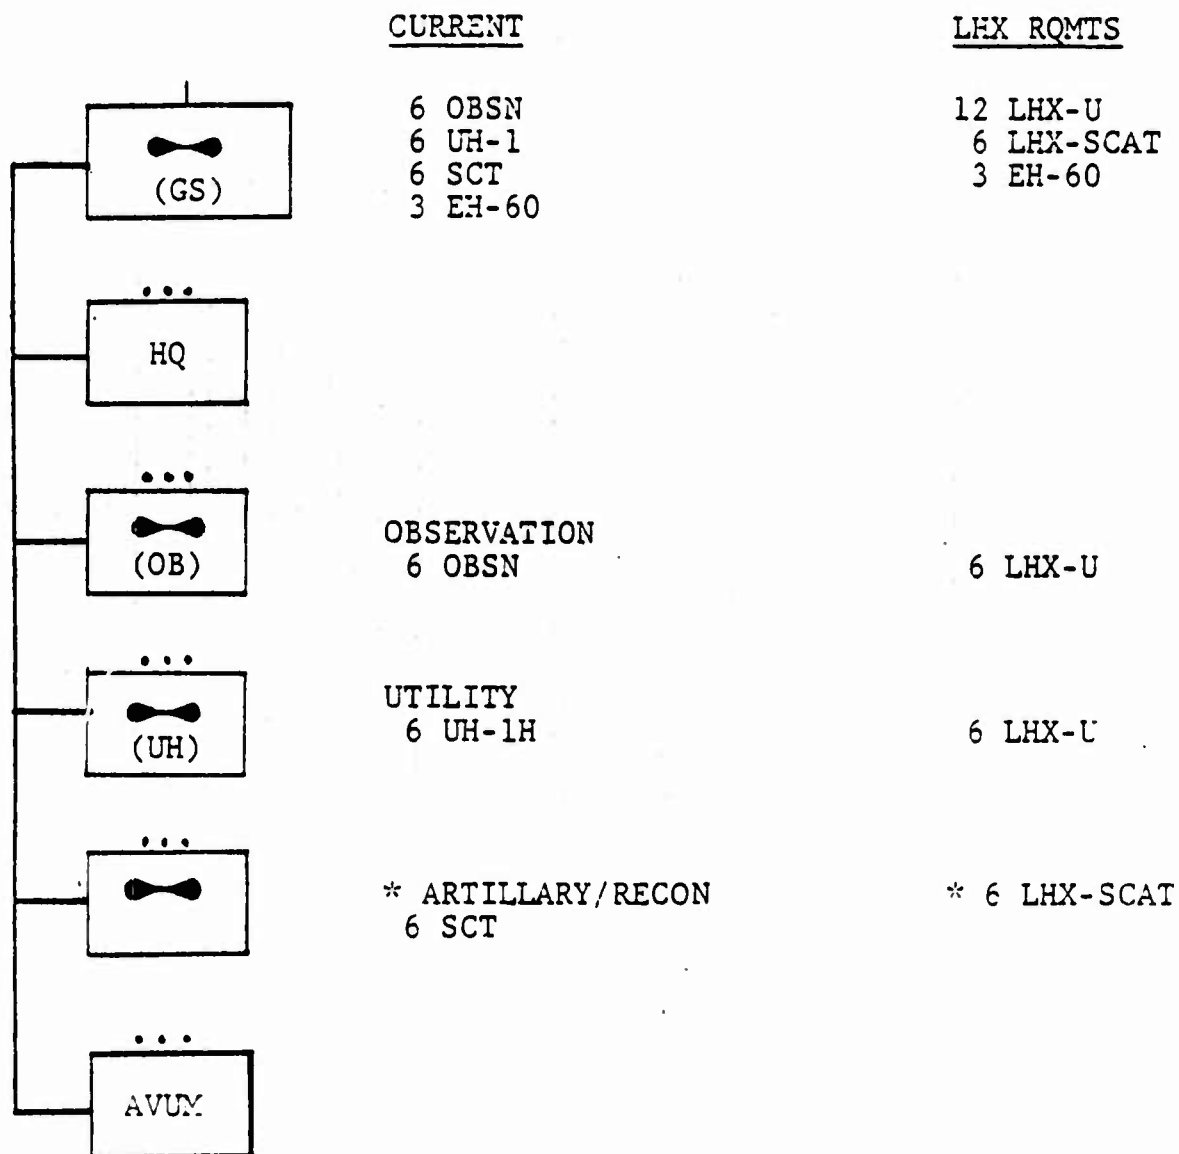 CURRENT LHX RQMTS
6 OBSN 12 LHX-U
6 UH-1 6 LHX-SCAT
6 SCT 3 EH-60
3 EH-60
(GS)
HQ
OBSERVATION
(OB) 6 OBSN 6 LHX-U
UTILITY
(UH) 6 UH-1H 6 LHX-U
* ARTILLARY/RECON * 6 LHX-SCAT
6 SCT
AVUM